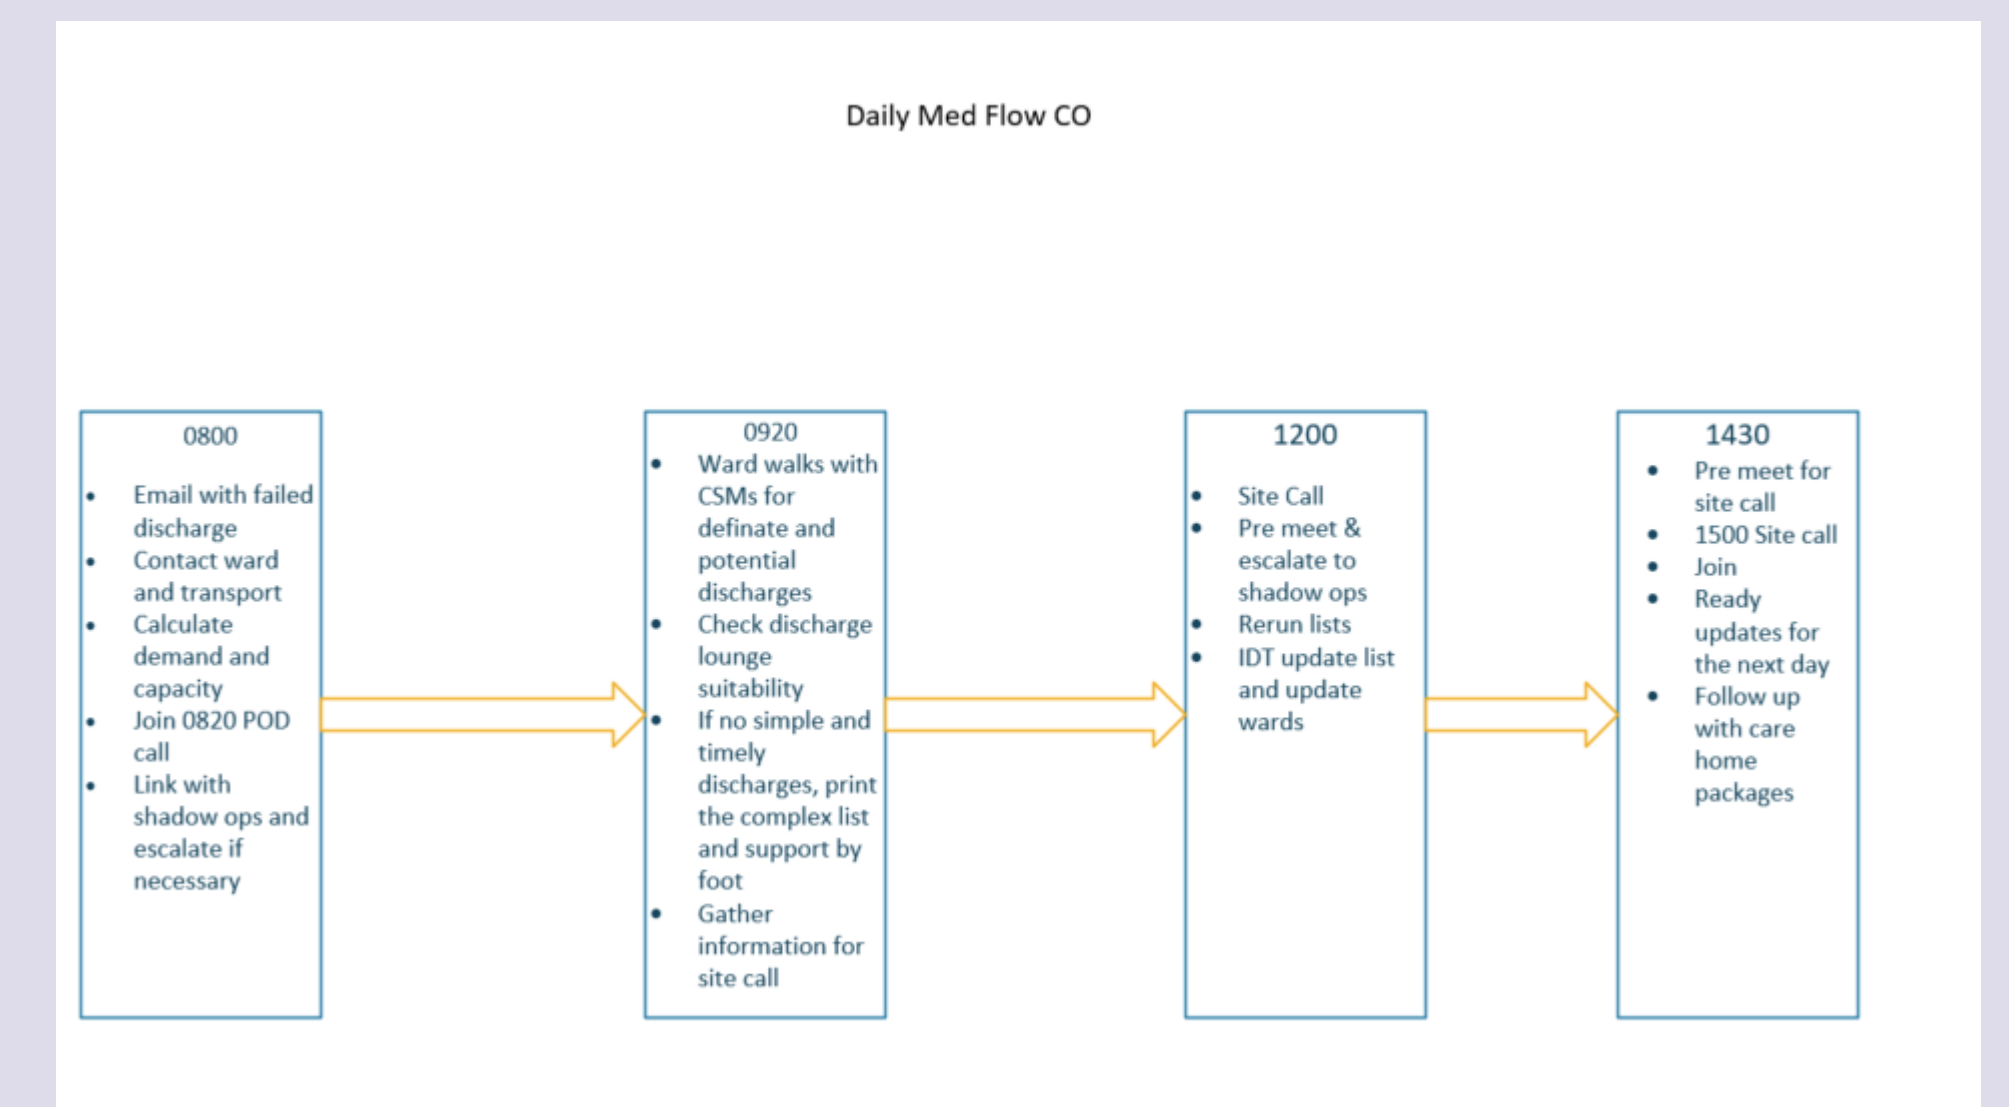 Daily Med Flow CO
0800
• Email with failed
discharge
• Contact ward
and transport
• Calculate
demand and
capacity
• Join 0820 POD
call
• Link with
shadow ops and
escalate if
necessary
0920
• Ward walks with
CSMs for
definate and
potential
discharges
• Check discharge
lounge
suitability
• If no simple and
timely
discharges, print
the complex list
and support by
foot
• Gather
information for
site call
1200
• Site Call
• Pre meet &
escalate to
shadow ops
• Rerun lists
• IDT update list
and update
wards
1430
• Pre meet for
site call
• 1500 Site call
• Join
• Ready
updates for
the next day
• Follow up
with care
home
packages